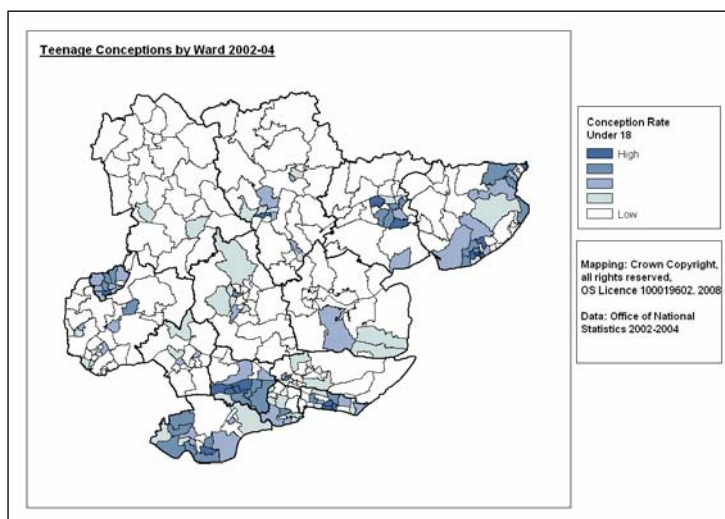 Teenage Conceptions by Ward 2002-04
Conception Rate
Under 18
High
Low
Mapping: Crown Copyright,
all rights reserved,
OS Licence 100019602. 2008
Data: Office of National
Statistics 2002-2004